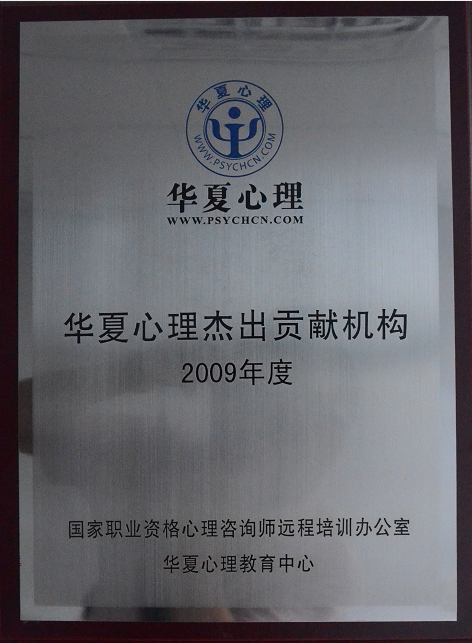 华夏心理
WWW.PSYCHCN.COM
华夏心理
WWW.PSYCHCN.COM
华夏心理杰出贡献机构
2009年度
国家职业资格心理咨询师远程培训办公室
华夏心理教育中心